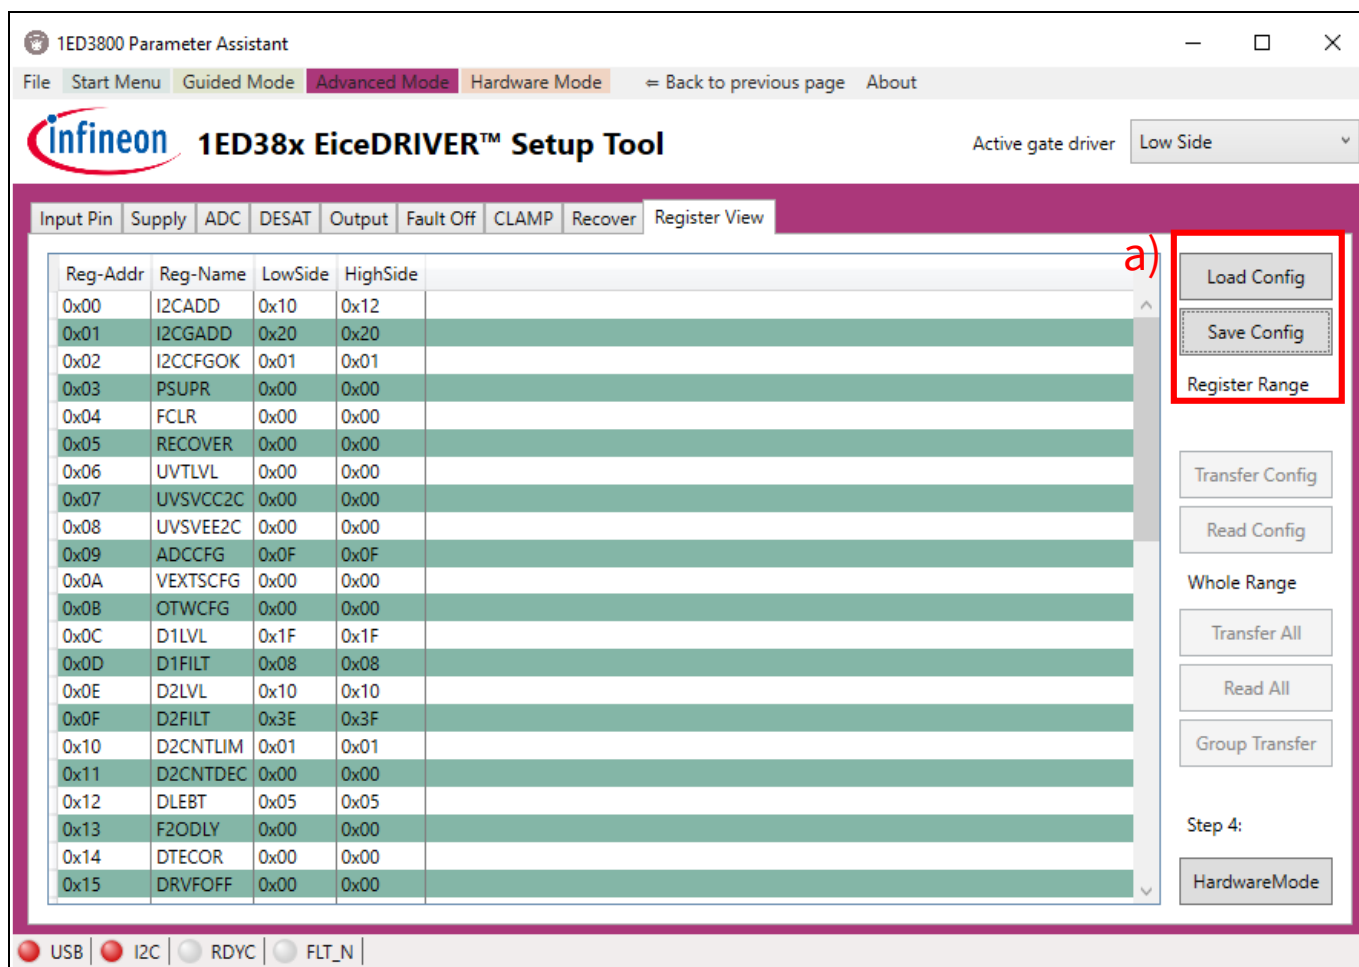 1ED3800 Parameter Assistant
File Start Menu Guided Mode Advanced Mode Hardware Mode ⇐ Back to previous page About
infineon 1ED38x EiceDRIVER™ Setup Tool Active gate driver Low Side
Input Pin Supply ADC DESAT Output Fault Off CLAMP Recover Register View
a)
Reg-Addr Reg-Name LowSide HighSide
0x00 I2CADD 0x10 0x12
0x01 I2CGADD 0x20 0x20
0x02 I2CCFGOK 0x01 0x01
0x03 PSUPR 0x00 0x00
0x04 FCLR 0x00 0x00
0x05 RECOVER 0x00 0x00
0x06 UVTLVL 0x00 0x00
0x07 UVSVCC2C 0x00 0x00
0x08 UVSVEE2C 0x00 0x00
0x09 ADCCFG 0x0F 0x0F
0x0A VEXTSCFG 0x00 0x00
0x0B OTWCFG 0x00 0x00
0x0C D1LVL 0x1F 0x1F
0x0D D1FILT 0x08 0x08
0x0E D2LVL 0x10 0x10
0x0F D2FILT 0x3E 0x3F
0x10 D2CNTLIM 0x01 0x01
0x11 D2CNTDEC 0x00 0x00
0x12 DLEBT 0x05 0x05
0x13 F2ODLY 0x00 0x00
0x14 DTECOR 0x00 0x00
0x15 DRVFOFF 0x00 0x00
Load Config
Save Config
Register Range
Transfer Config
Read Config
Whole Range
Transfer All
Read All
Group Transfer
Step 4:
HardwareMode
USB I2C RDYC FLT_N